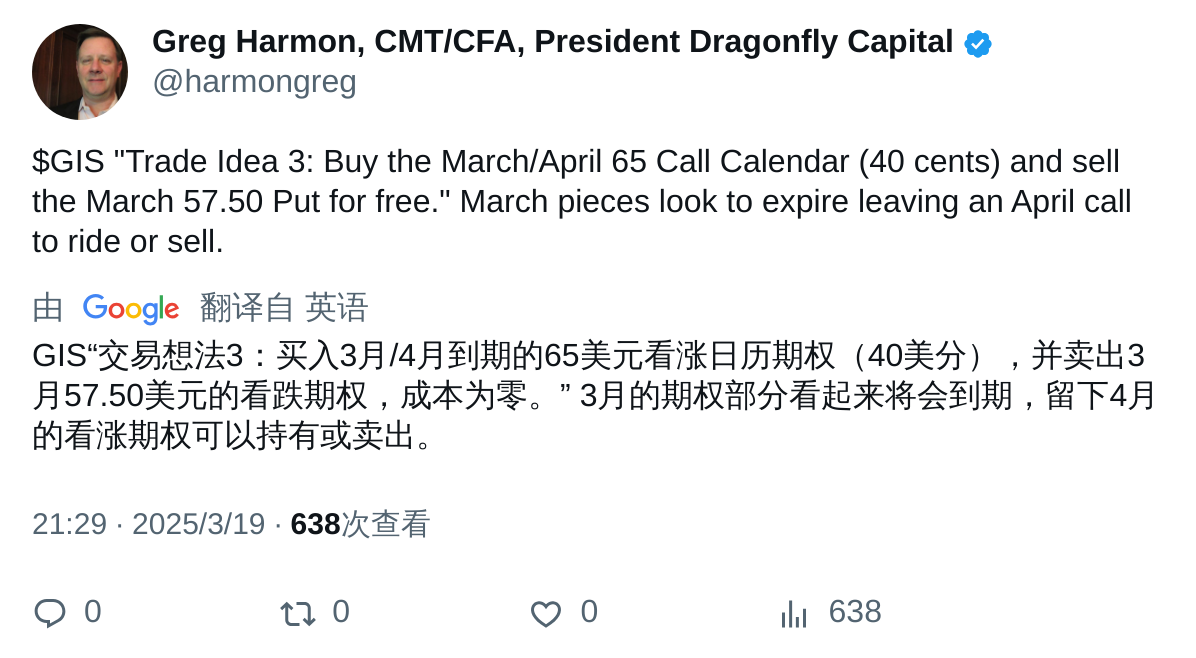 Greg Harmon, CMT/CFA, President Dragonfly Capital
@harmongreg
$GIS "Trade Idea 3: Buy the March/April 65 Call Calendar (40 cents) and sell
the March 57.50 Put for free." March pieces look to expire leaving an April call
to ride or sell.
由 Google 翻译自 英语
GIS“交易想法3：买入3月/4月到期的65美元看涨日历期权（40美分），并卖出3
月57.50美元的看跌期权，成本为零。” 3月的期权部分看起来将会到期，留下4月
的看涨期权可以持有或卖出。
21:29 · 2025/3/19 · 638次查看
0 0 0 638